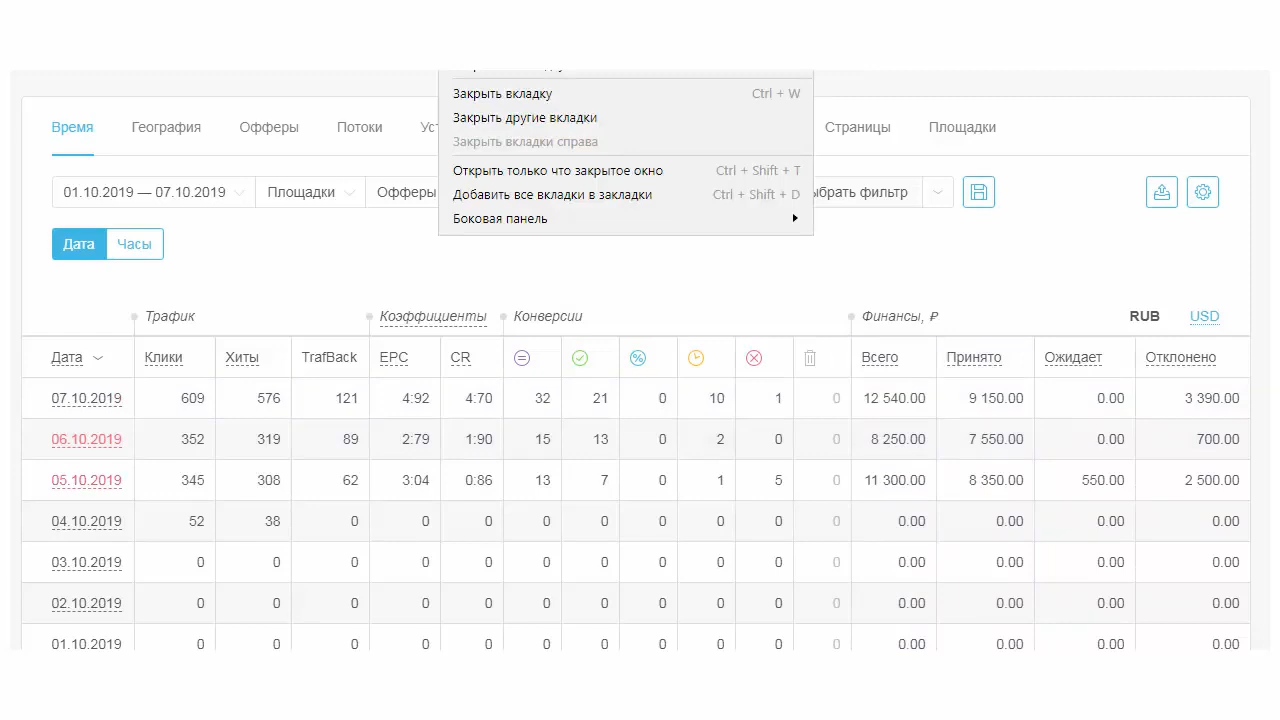 Закрыть вкладку Ctrl + W
Время География Офферы Потоки Закрыть другие вкладки Страницы Площадки
Закрыть вкладки справа
Открыть только что закрытое окно Ctrl + Shift + T
01.10.2019 — 07.10.2019 Площадки Офферы Добавить все вкладки в закладки Ctrl + Shift + D фильтр
Боковая панель
Дата Часы
Трафик Коэффициенты Конверсии Финансы, ₽ RUB USD
Дата Клики Хиты TrafBack EPC CR Всего Принято Ожидает Отклонено
07.10.2019 609 576 121 4:92 4:70 32 21 0 10 1 0 12 540.00 9 150.00 0.00 3 390.00
06.10.2019 352 319 89 2:79 1:90 15 13 0 2 0 0 8 250.00 7 550.00 0.00 700.00
05.10.2019 345 308 62 3:04 0:86 13 7 0 1 5 0 11 300.00 8 350.00 550.00 2 500.00
04.10.2019 52 38 0 0 0 0 0 0 0 0 0 0.00 0.00 0.00 0.00
03.10.2019 0 0 0 0 0 0 0 0 0 0 0 0.00 0.00 0.00 0.00
02.10.2019 0 0 0 0 0 0 0 0 0 0 0 0.00 0.00 0.00 0.00
01.10.2019 0 0 0 0 0 0 0 0 0 0 0 0.00 0.00 0.00 0.00